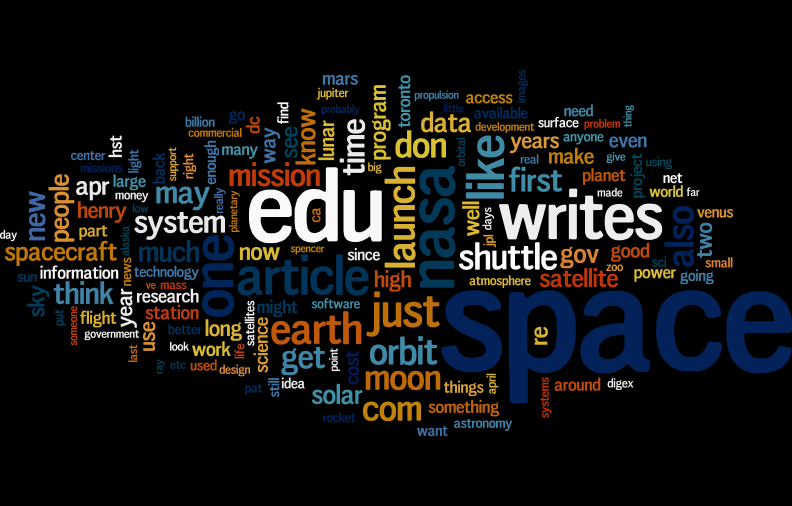 space
edu
writes
nasa
article
one
like
just
earth
launch
orbit
moon
com
shuttle
system
don
also
time
may
think
get
mission
first
data
satellite
spacecraft
much
solar
know
program
years
new
people
gov
high
now
lunar
way
see
two
well
use
year
sky
long
science
work
cost
apr
henry
information
research
station
technology
flight
part
large
money
many
enough
mars
jupiter
probably
toronto
propulsion
images
little
access
available
development
need
thing
surface
problem
anyone
even
real
make
give
project
using
planet
net
made
world
far
venus
good
sci
small
zoo
power
going
atmosphere
jpl
days
orbital
big
find
dc
go
billion
commercial
right
support
back
light
hst
center
missions
low
really
planetary
ca
spencer
since
alaska
news
day
sun
put
someone
government
ve
mass
might
software
satellites
better
look
last
ray
etc
used
design
life
pat
still
idea
point
rocket
want
astronomy
something
things
april
systems
around
digex
re